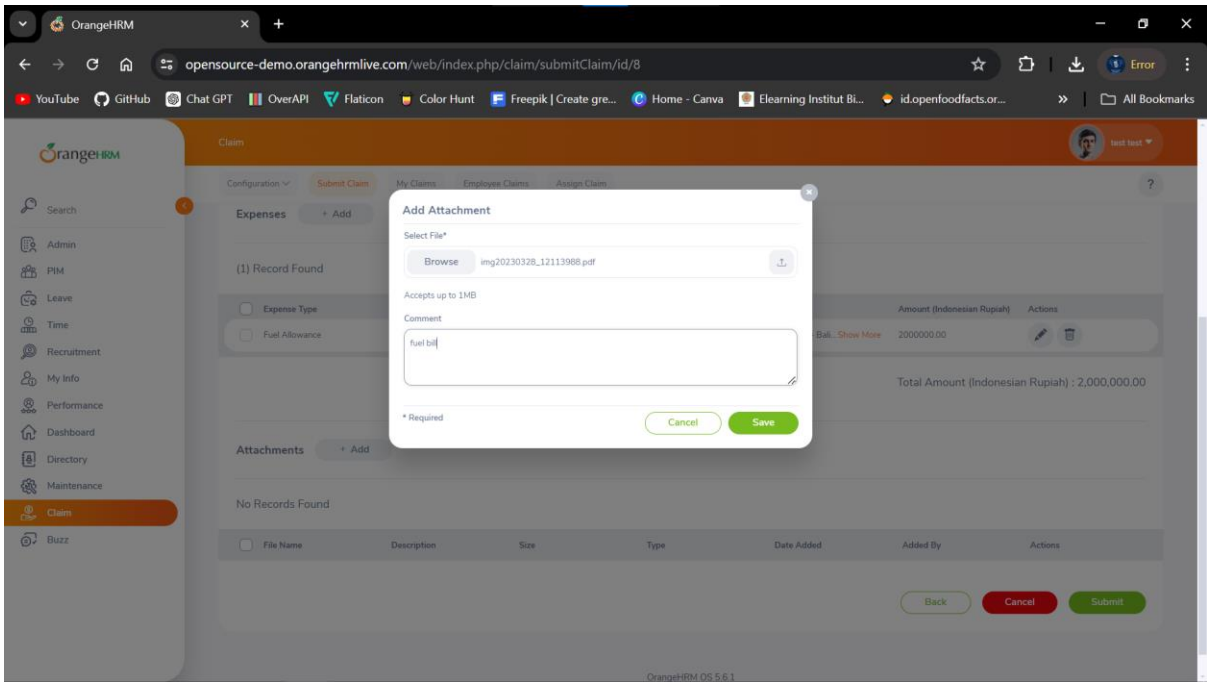 OrangeHRM
opensource-demo.orangehrmlive.com/web/index.php/claim/submitClaim/id/8
Error
YouTube GitHub Chat GPT OverAPI Flaticon Color Hunt Freepik | Create gre... Home - Canva Elearning Institut Bi... id.openfoodfacts.or... » All Bookmarks
OrangeHRM
Claim
test test
Configuration Submit Claim My Claims Employee Claims Assign Claim ?
Search
Admin
PIM
Leave
Time
Recruitment
My Info
Performance
Dashboard
Directory
Maintenance
Claim
Buzz
Expenses + Add
(1) Record Found
Expense Type Amount (Indonesian Rupiah) Actions
Fuel Allowance - Bali... Show More 2000000.00
Total Amount (Indonesian Rupiah) : 2,000,000.00
Add Attachment
Select File*
Browse img20230328_12113988.pdf
Accepts up to 1MB
Comment
fuel bill
* Required Cancel Save
Attachments + Add
No Records Found
File Name Description Size Type Date Added Added By Actions
Back Cancel Submit
OrangeHRM OS 5.6.1